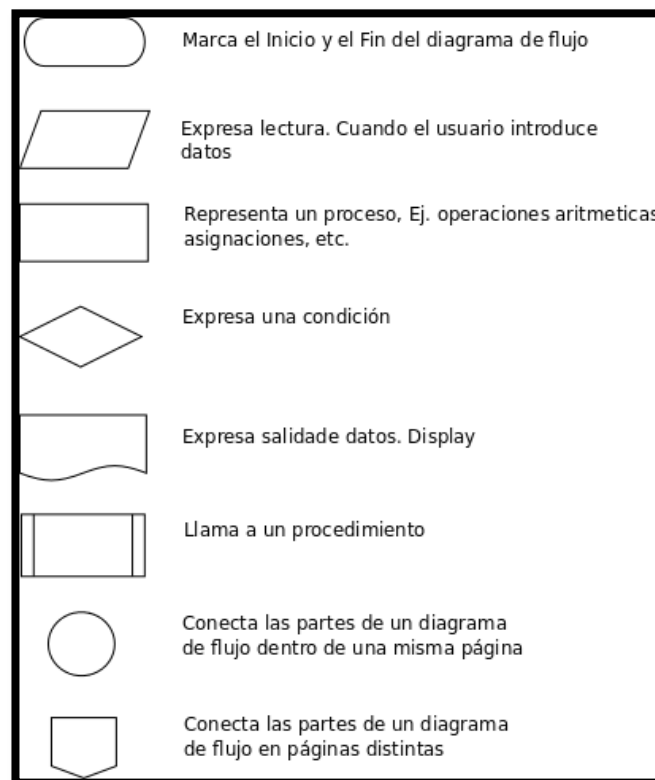 Marca el Inicio y el Fin del diagrama de flujo
Expresa lectura. Cuando el usuario introduce
datos
Representa un proceso, Ej. operaciones aritmeticas
asignaciones, etc.
Expresa una condición
Expresa salidade datos. Display
Llama a un procedimiento
Conecta las partes de un diagrama
de flujo dentro de una misma página
Conecta las partes de un diagrama
de flujo en páginas distintas